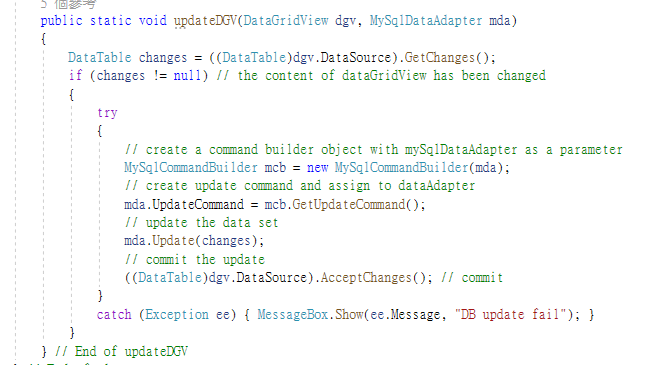 5 個參考
public static void updateDGV(DataGridView dgv, MySqlDataAdapter mda)
{
DataTable changes = ((DataTable)dgv.DataSource).GetChanges();
if (changes != null) // the content of dataGridView has been changed
{
try
{
// create a command builder object with mySqlDataAdapter as a parameter
MySqlCommandBuilder mcb = new MySqlCommandBuilder(mda);
// create update command and assign to dataAdapter
mda.UpdateCommand = mcb.GetUpdateCommand();
// update the data set
mda.Update(changes);
// commit the update
((DataTable)dgv.DataSource).AcceptChanges(); // commit
}
catch (Exception ee) { MessageBox.Show(ee.Message, "DB update fail"); }
}
} // End of updateDGV